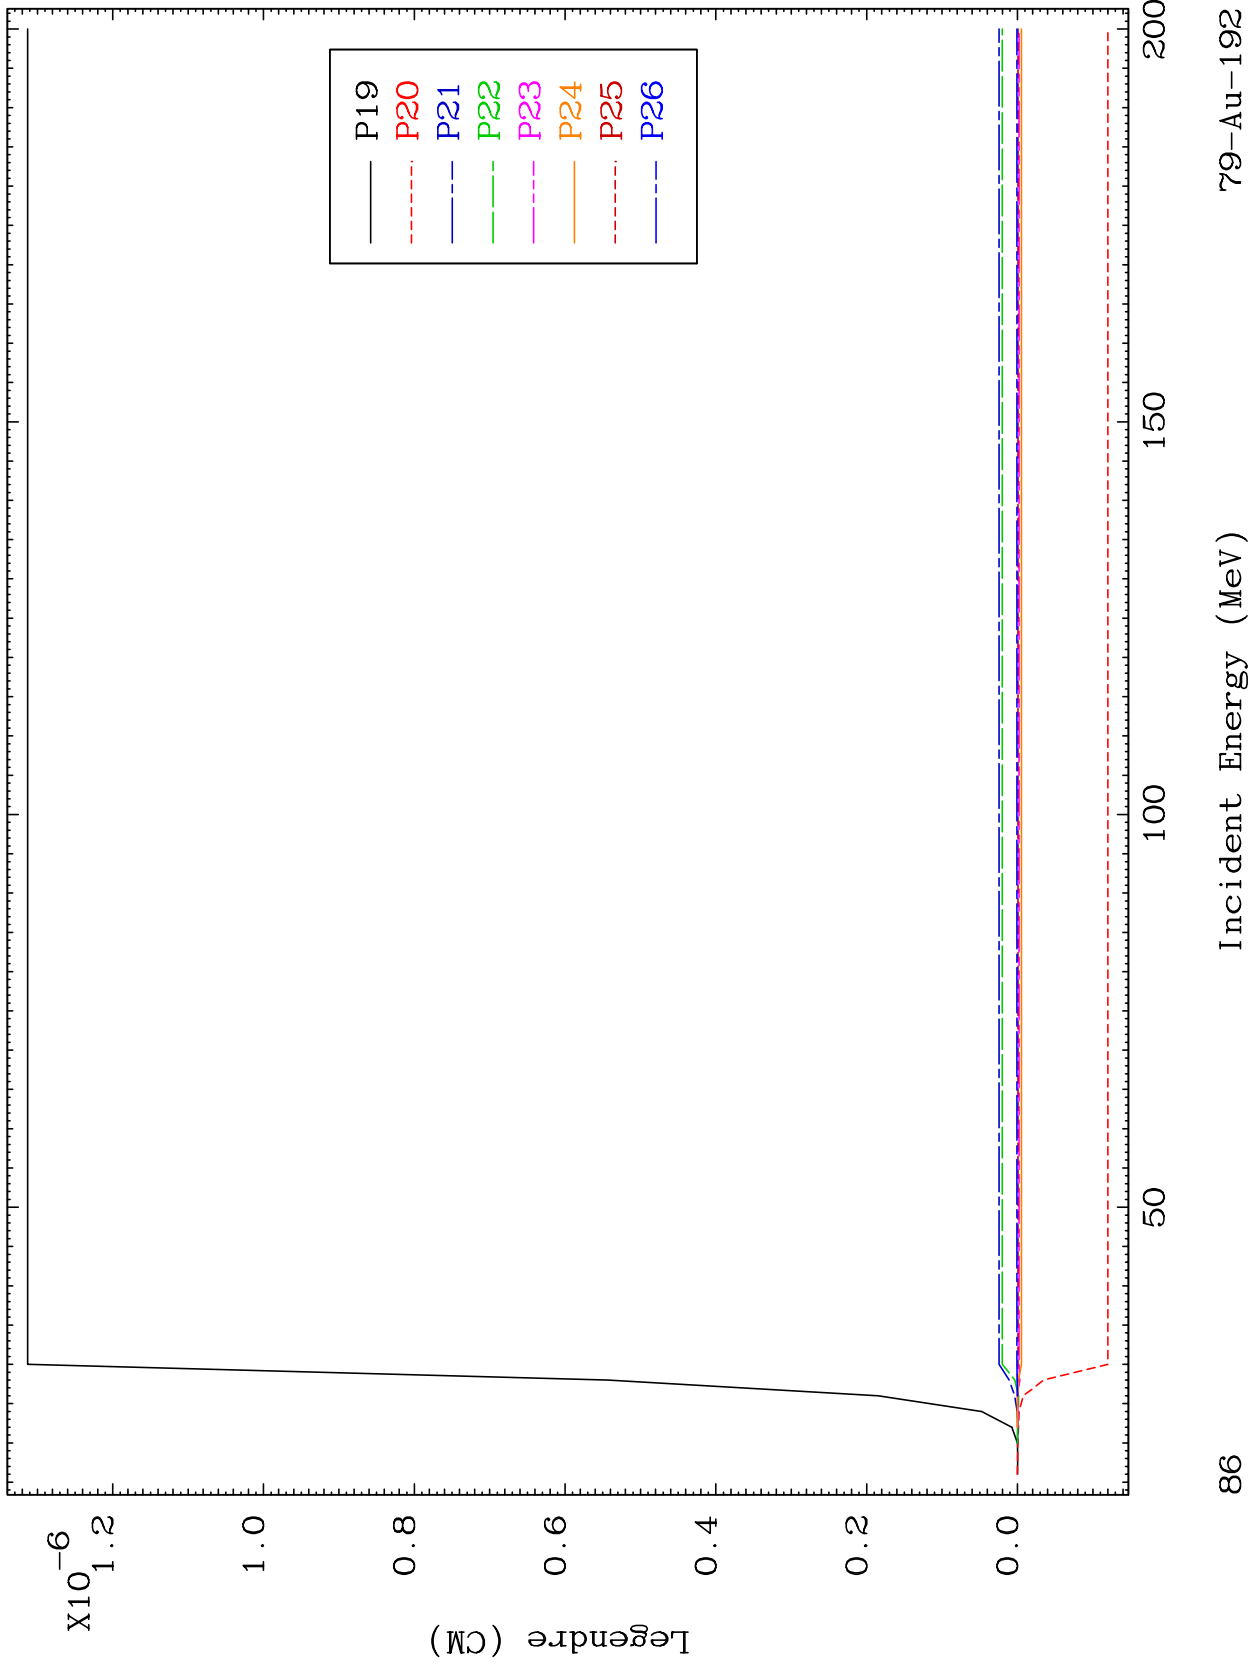 X10-6
1.2
1.0
0.8
0.6
0.4
0.2
0.0
Legendre (CM)
P19
P20
P21
P22
P23
P24
P25
P26
50
100
150
200
Incident Energy (MeV)
86
79-Au-192